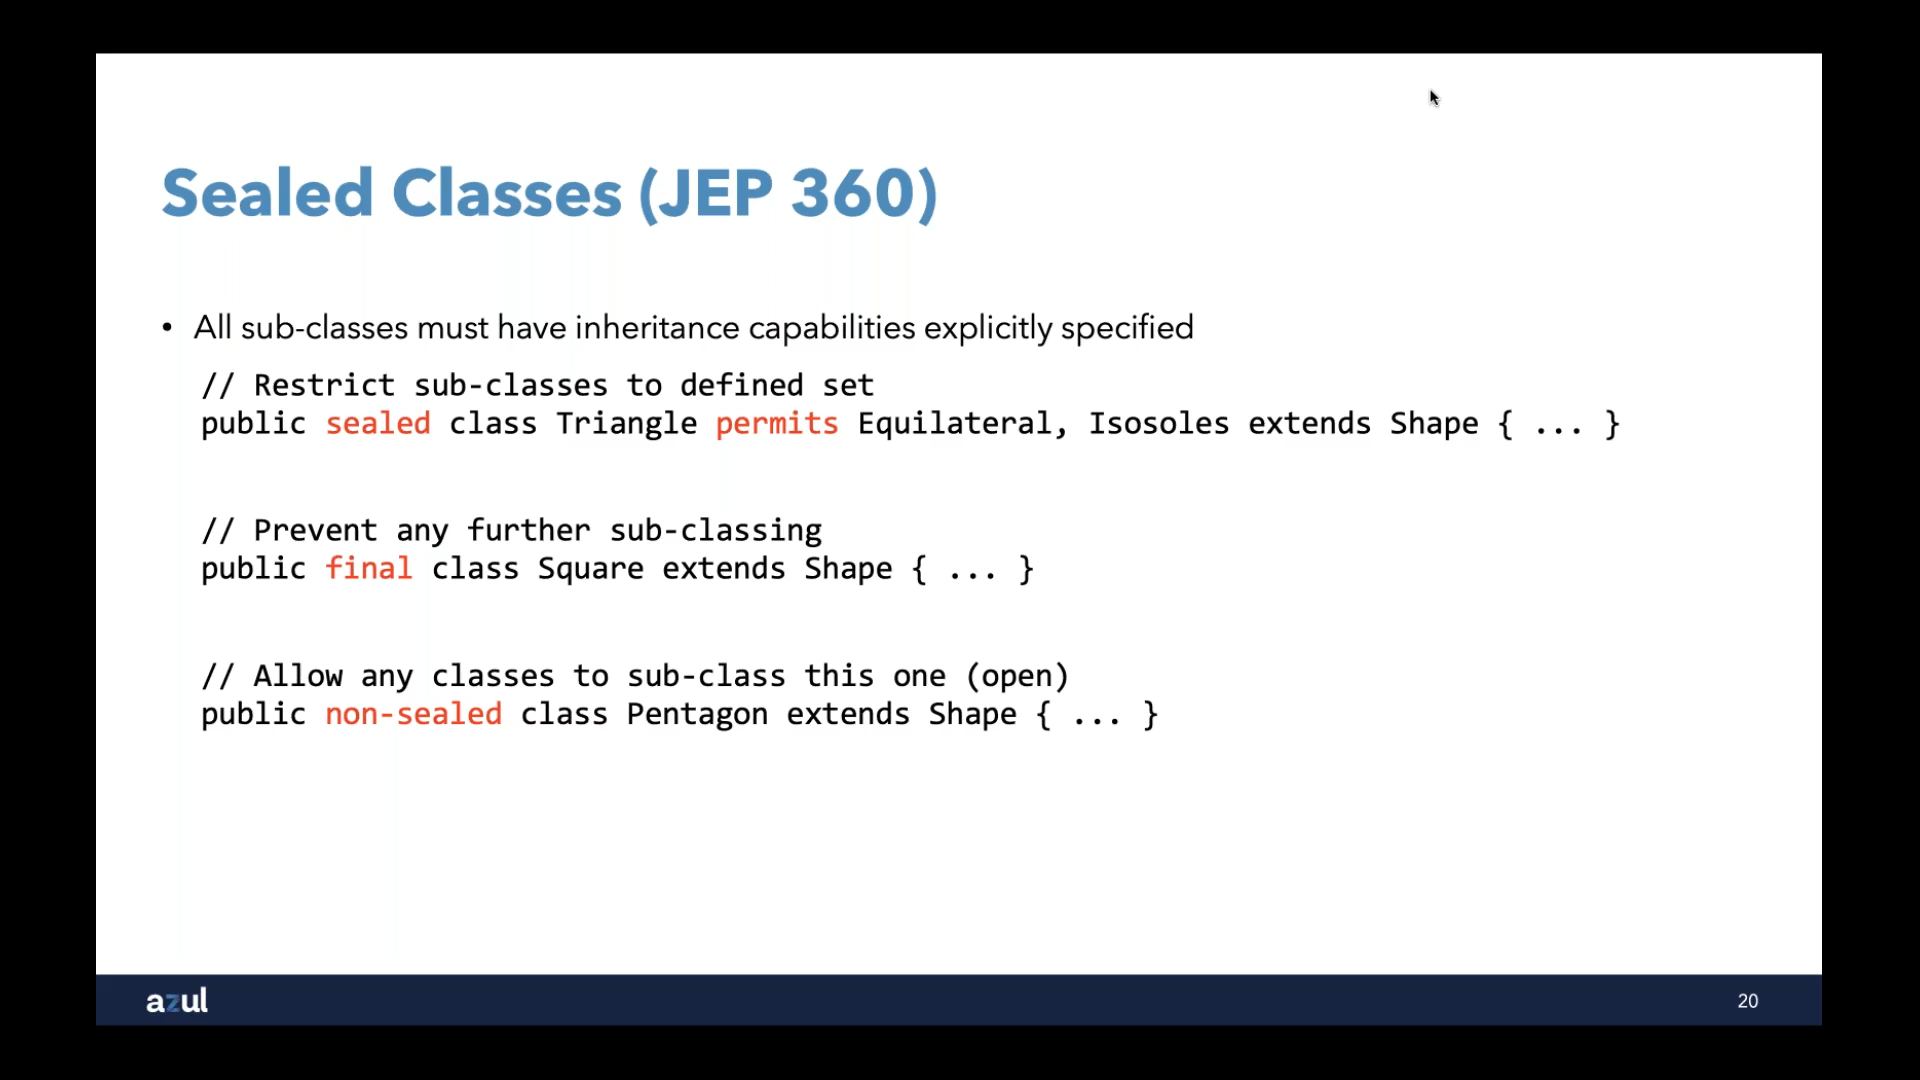 Sealed Classes (JEP 360)
• All sub-classes must have inheritance capabilities explicitly specified
// Restrict sub-classes to defined set
public sealed class Triangle permits Equilateral, Isosoles extends Shape { ... }
// Prevent any further sub-classing
public final class Square extends Shape { ... }
// Allow any classes to sub-class this one (open)
public non-sealed class Pentagon extends Shape { ... }
azul
20